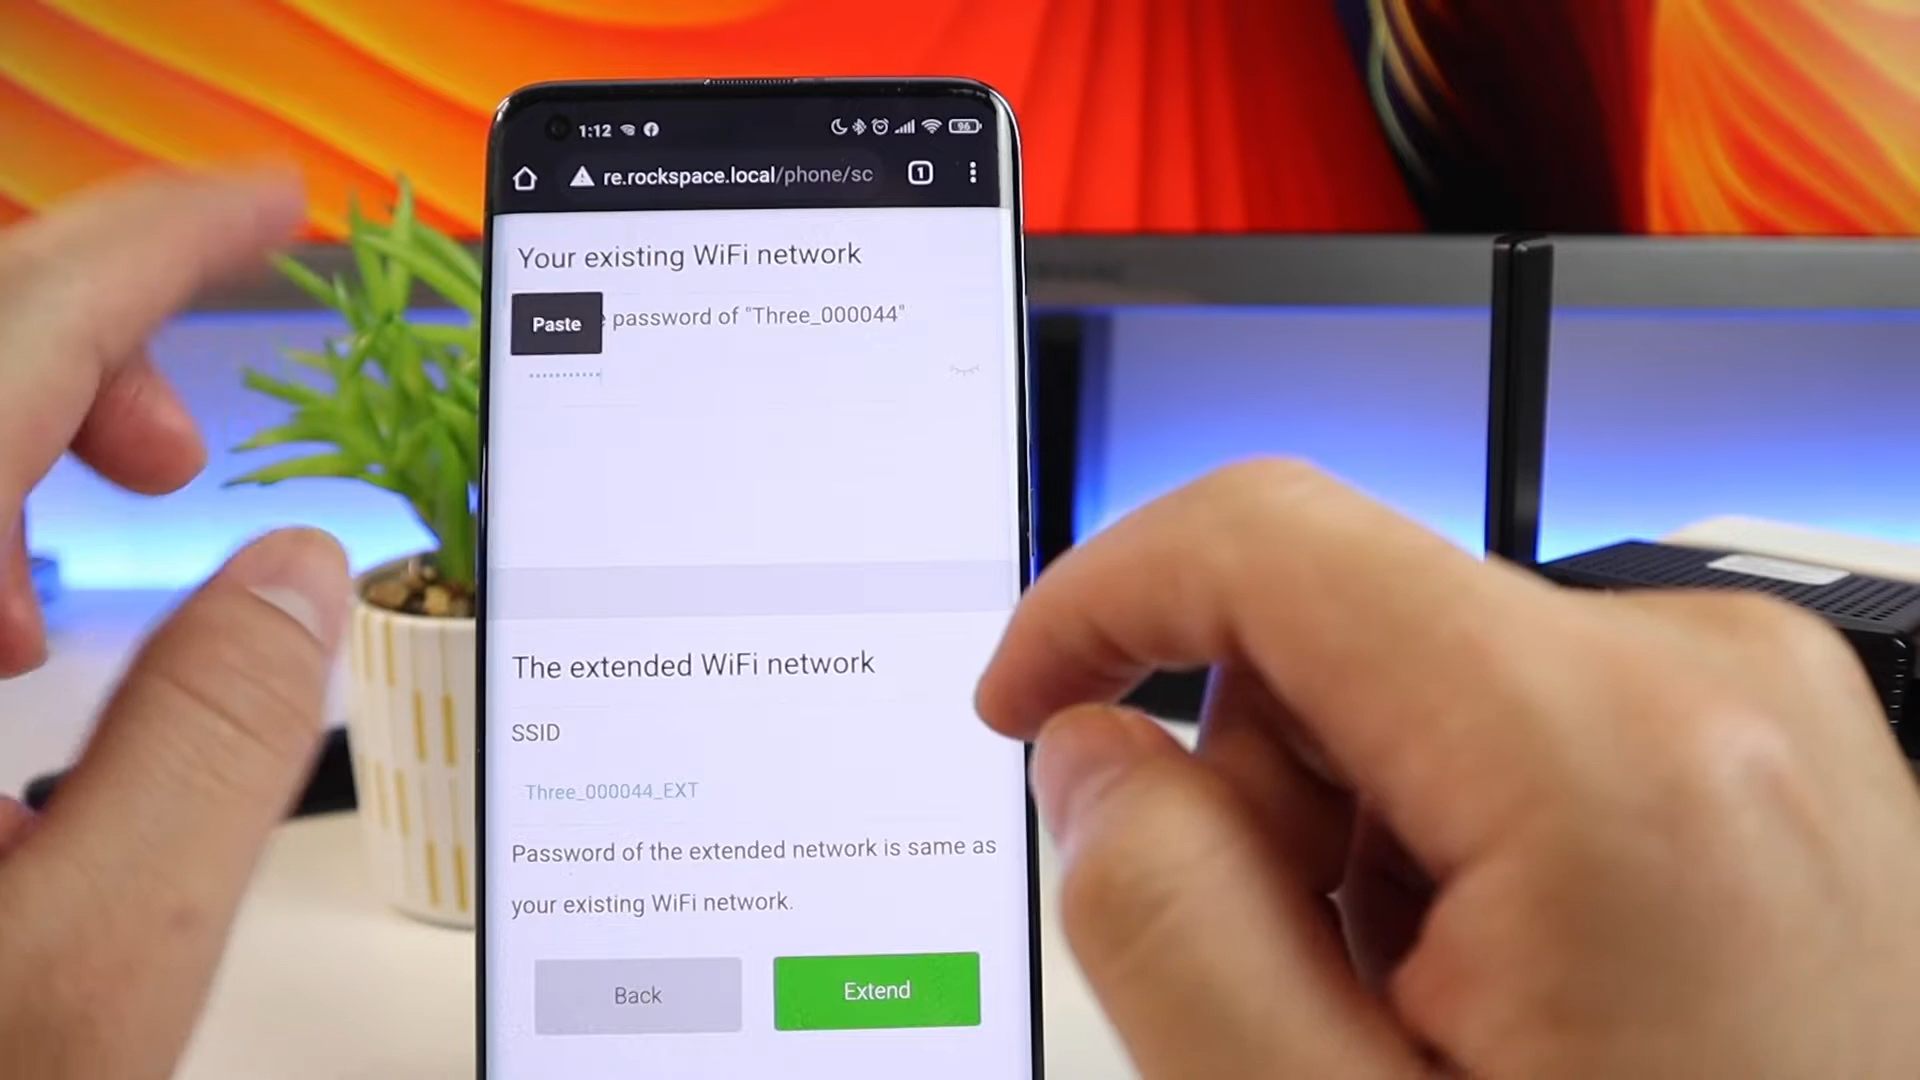 1:12
96
re.rockspace.local/phone/sc
1
Your existing WiFi network
Paste
password of "Three_000044"
The extended WiFi network
SSID
Three_000044_EXT
Password of the extended network is same as
your existing WiFi network.
Back
Extend